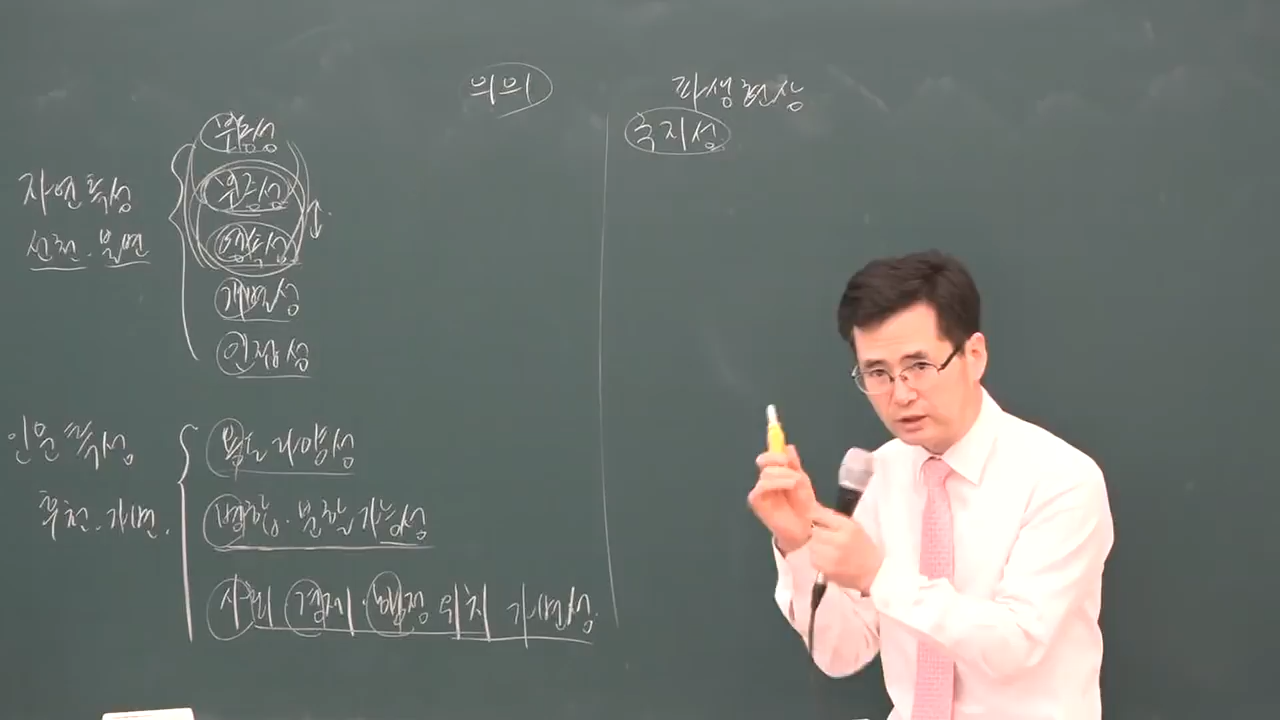 의의
파생현상
국지성
자연특성
선천. 불변
부동성
부증성
영속성
개별성
인접성
인문특성
후천. 가변.
용도다양성
병합. 분할가능성
사회 경제. 행정 위치 가변성.